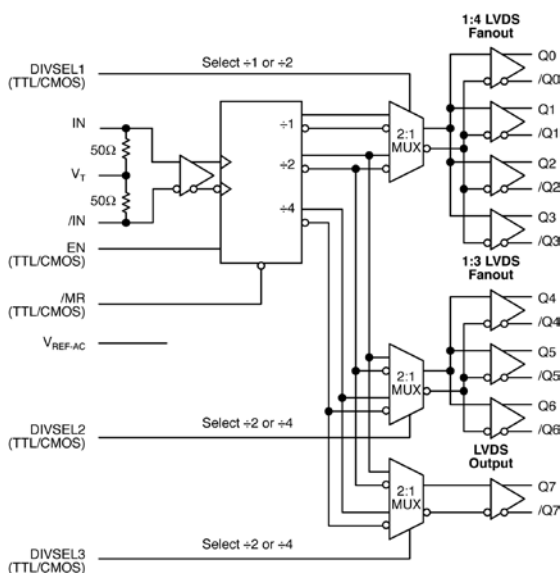 1:4 LVDS
Fanout
Select ÷1 or ÷2
DIVSEL1
(TTL/CMOS)
Q0
/Q0
IN
50Ω
VT
50Ω
/IN
÷1
÷2
÷4
2:1
MUX
Q1
/Q1
Q2
/Q2
Q3
/Q3
EN
(TTL/CMOS)
/MR
(TTL/CMOS)
VREF-AC
1:3 LVDS
Fanout
2:1
MUX
Q4
/Q4
Q5
/Q5
Q6
/Q6
DIVSEL2
(TTL/CMOS)
Select ÷2 or ÷4
LVDS
Output
2:1
MUX
Q7
/Q7
DIVSEL3
(TTL/CMOS)
Select ÷2 or ÷4